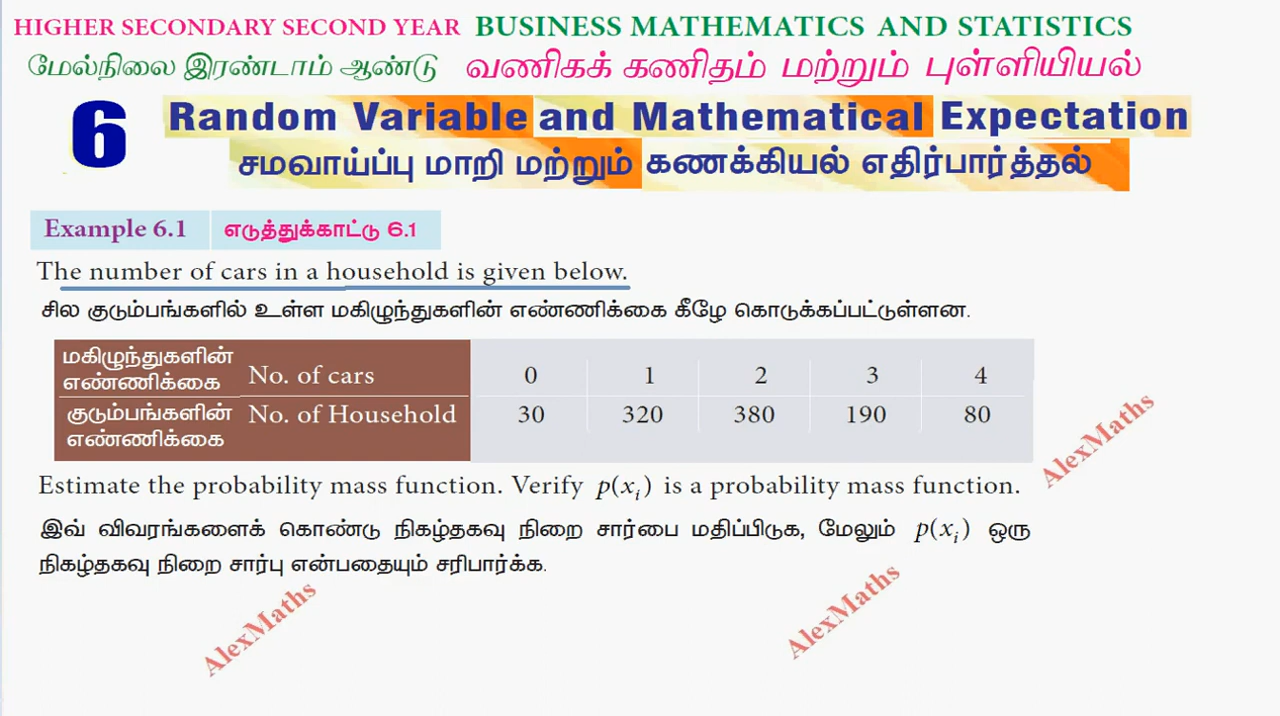 HIGHER SECONDARY SECOND YEAR BUSINESS MATHEMATICS AND STATISTICS
மேல்நிலை இரண்டாம் ஆண்டு வணிகக் கணிதம் மற்றும் புள்ளியியல்
6 Random Variable and Mathematical Expectation
சமவாய்ப்பு மாறி மற்றும் கணக்கியல் எதிர்பார்த்தல்
Example 6.1 எடுத்துக்காட்டு 6.1
The number of cars in a household is given below.
சில குடும்பங்களில் உள்ள மகிழுந்துகளின் எண்ணிக்கை கீழே கொடுக்கப்பட்டுள்ளன.
மகிழுந்துகளின்
எண்ணிக்கை No. of cars 0 1 2 3 4
குடும்பங்களின் No. of Household 30 320 380 190 80
எண்ணிக்கை
AlexMaths
Estimate the probability mass function. Verify p(xᵢ) is a probability mass function.
இவ் விவரங்களைக் கொண்டு நிகழ்தகவு நிறை சார்பை மதிப்பிடுக, மேலும் p(xᵢ) ஒரு
நிகழ்தகவு நிறை சார்பு என்பதையும் சரிபார்க்க.
AlexMaths
AlexMaths